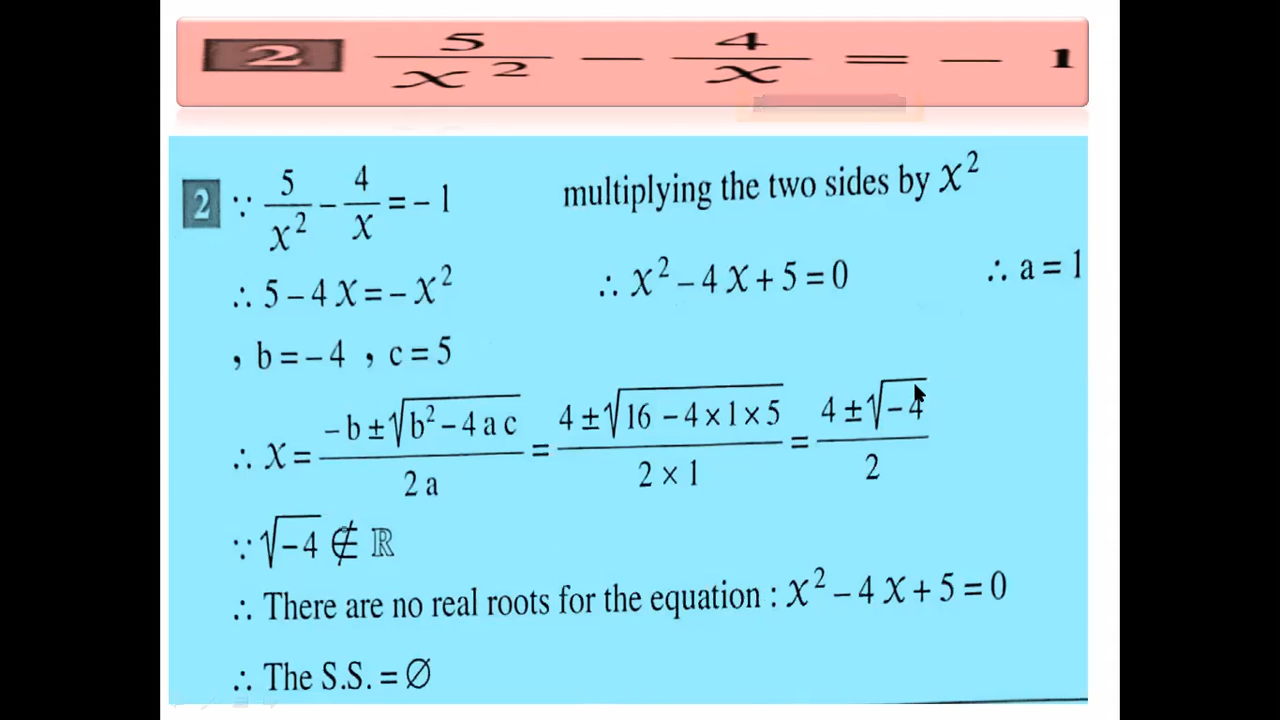 2 5/x² − 4/x = − 1
2 ∵ 5/x² − 4/x = − 1 multiplying the two sides by x²
∴ 5 − 4 x = − x² ∴ x² − 4 x + 5 = 0 ∴ a = 1
, b = − 4 , c = 5
∴ x = (− b ± √(b² − 4 a c))/(2 a) = (4 ± √(16 − 4 × 1 × 5))/(2 × 1) = (4 ± √(− 4))/2
∵ √(− 4) ∉ ℝ
∴ There are no real roots for the equation : x² − 4 x + 5 = 0
∴ The S.S. = ∅